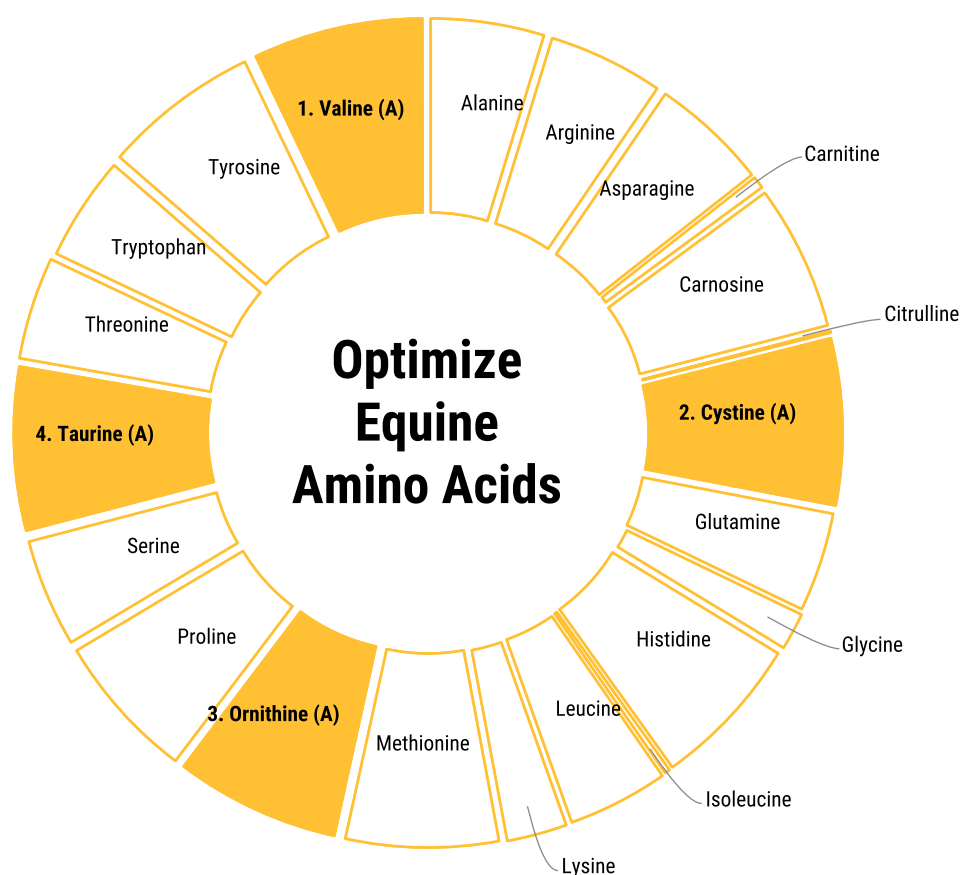 1. Valine (A)
Alanine
Arginine
Asparagine
Carnitine
Carnosine
Citrulline
2. Cystine (A)
Glutamine
Glycine
Histidine
Isoleucine
Leucine
Lysine
Methionine
3. Ornithine (A)
Proline
Serine
4. Taurine (A)
Threonine
Tryptophan
Tyrosine
Optimize
Equine
Amino Acids